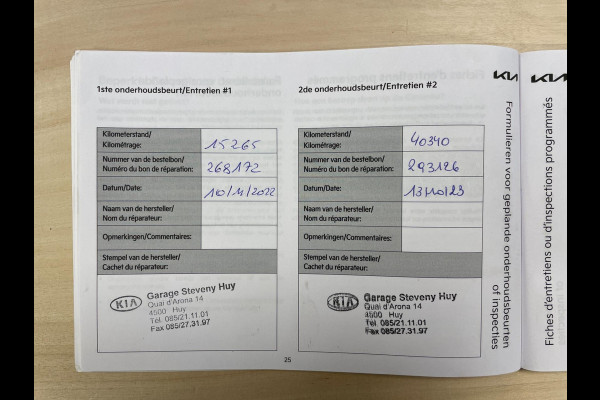 1ste onderhoudsbeurt/Entretien #1
Kilometerstand/
Kilométrage:
15265
Nummer van de bestelbon/
Numéro du bon de réparation:
268172
Datum/Date:
10/11/2022
Naam van de hersteller/
Nom du réparateur:
Opmerkingen/Commentaires:
Stempel van de hersteller/
Cachet du réparateur:
KIA
Garage Steveny Huy
Quai d'Arona 14
4500 Huy
Tél. 085/21.11.01
Fax 085/27.31.97
2de onderhoudsbeurt/Entretien #2
Kilometerstand/
Kilométrage:
40340
Nummer van de bestelbon/
Numéro du bon de réparation:
293126
Datum/Date:
13/10/23
Naam van de hersteller/
Nom du réparateur:
Opmerkingen/Commentaires:
Stempel van de hersteller/
Cachet du réparateur:
KIA
Garage Steveny Huy
Quai d'Arona 14
4500 Huy
Tél. 085/21.11.01
Fax 085/27.31.97
25
KIA
Formulieren voor geplande onderhoudsbeurten
of inspecties
KIA
Fiches d'entretiens ou d'inspections programmés